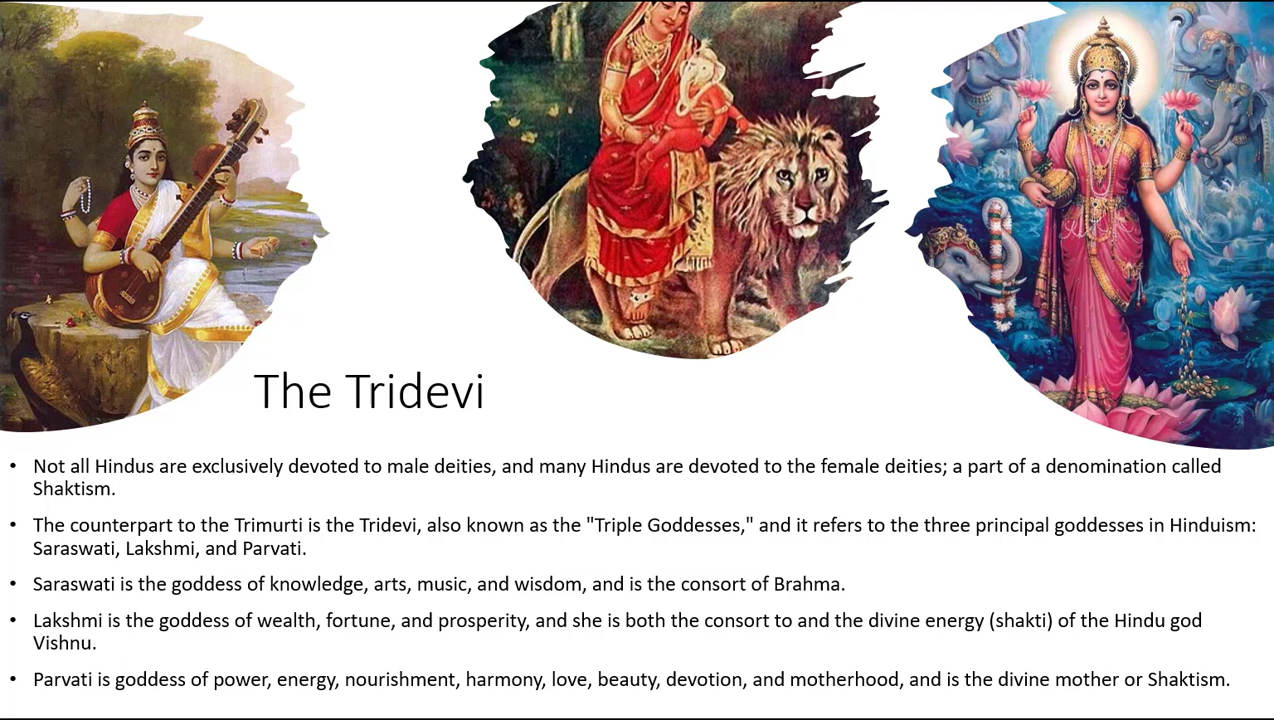 The Tridevi
• Not all Hindus are exclusively devoted to male deities, and many Hindus are devoted to the female deities; a part of a denomination called
Shaktism.
• The counterpart to the Trimurti is the Tridevi, also known as the "Triple Goddesses," and it refers to the three principal goddesses in Hinduism:
Saraswati, Lakshmi, and Parvati.
• Saraswati is the goddess of knowledge, arts, music, and wisdom, and is the consort of Brahma.
• Lakshmi is the goddess of wealth, fortune, and prosperity, and she is both the consort to and the divine energy (shakti) of the Hindu god
Vishnu.
• Parvati is goddess of power, energy, nourishment, harmony, love, beauty, devotion, and motherhood, and is the divine mother or Shaktism.